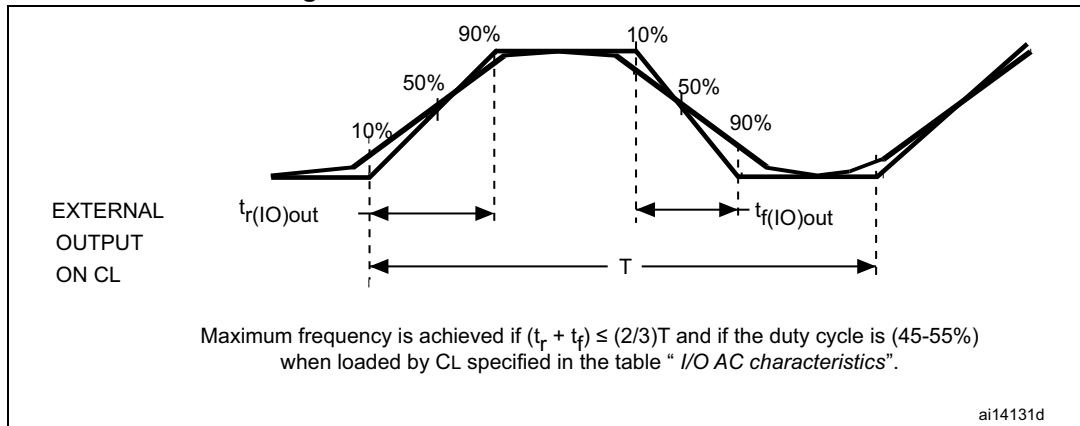 90%
10%
50%
50%
10%
90%
EXTERNAL
OUTPUT
ON CL
tr(IO)out
tf(IO)out
T
Maximum frequency is achieved if (tr + tf) ≤ (2/3)T and if the duty cycle is (45-55%)
when loaded by CL specified in the table “ I/O AC characteristics”.
ai14131d